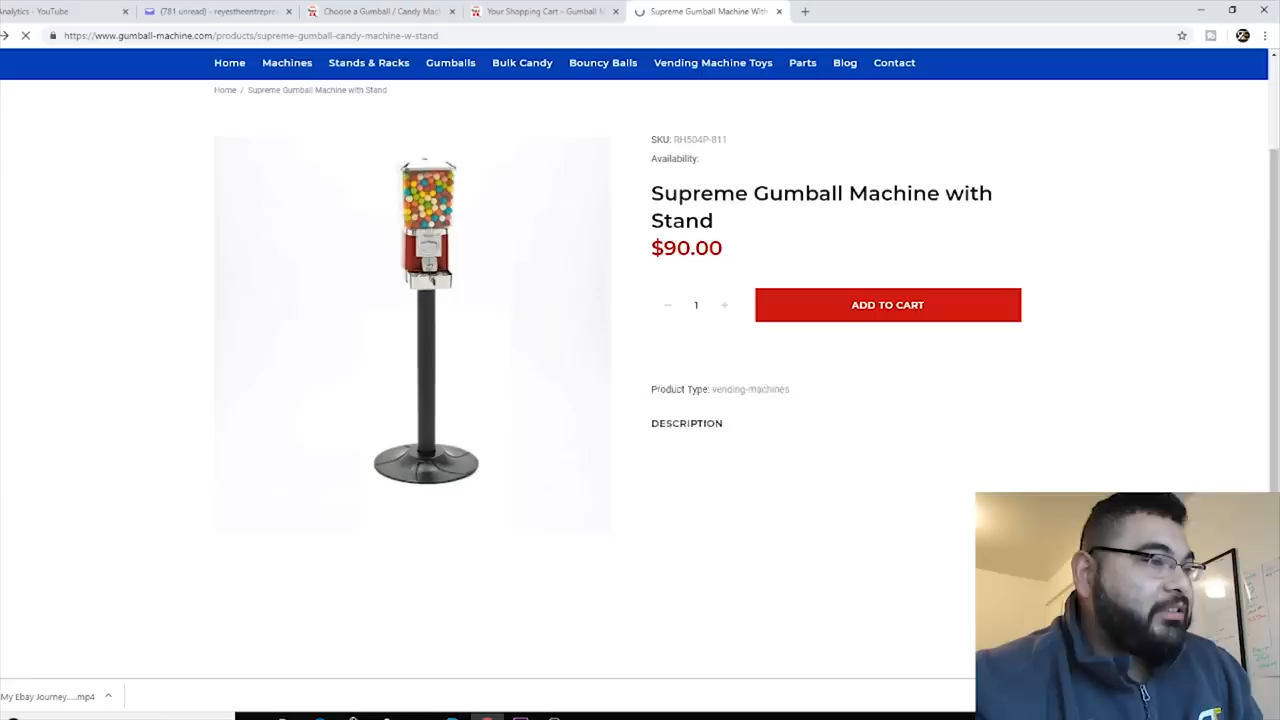 Analytics - YouTube
(781 unread) - reyestheentrepre
Choose a Gumball / Candy Mac
Your Shopping Cart – Gumball M
Supreme Gumball Machine With
https://www.gumball-machine.com/products/supreme-gumball-candy-machine-w-stand
Home Machines Stands & Racks Gumballs Bulk Candy Bouncy Balls Vending Machine Toys Parts Blog Contact
Home / Supreme Gumball Machine with Stand
SKU: RH504P-811
Availability:
Supreme Gumball Machine with
Stand
$90.00
1
ADD TO CART
Product Type: vending-machines
DESCRIPTION
My Ebay Journey.....mp4